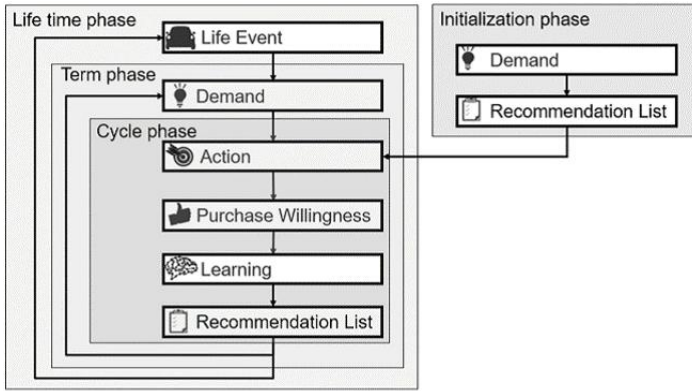 Life time phase
Life Event
Term phase
Demand
Cycle phase
Action
Purchase Willingness
Learning
Recommendation List
Initialization phase
Demand
Recommendation List